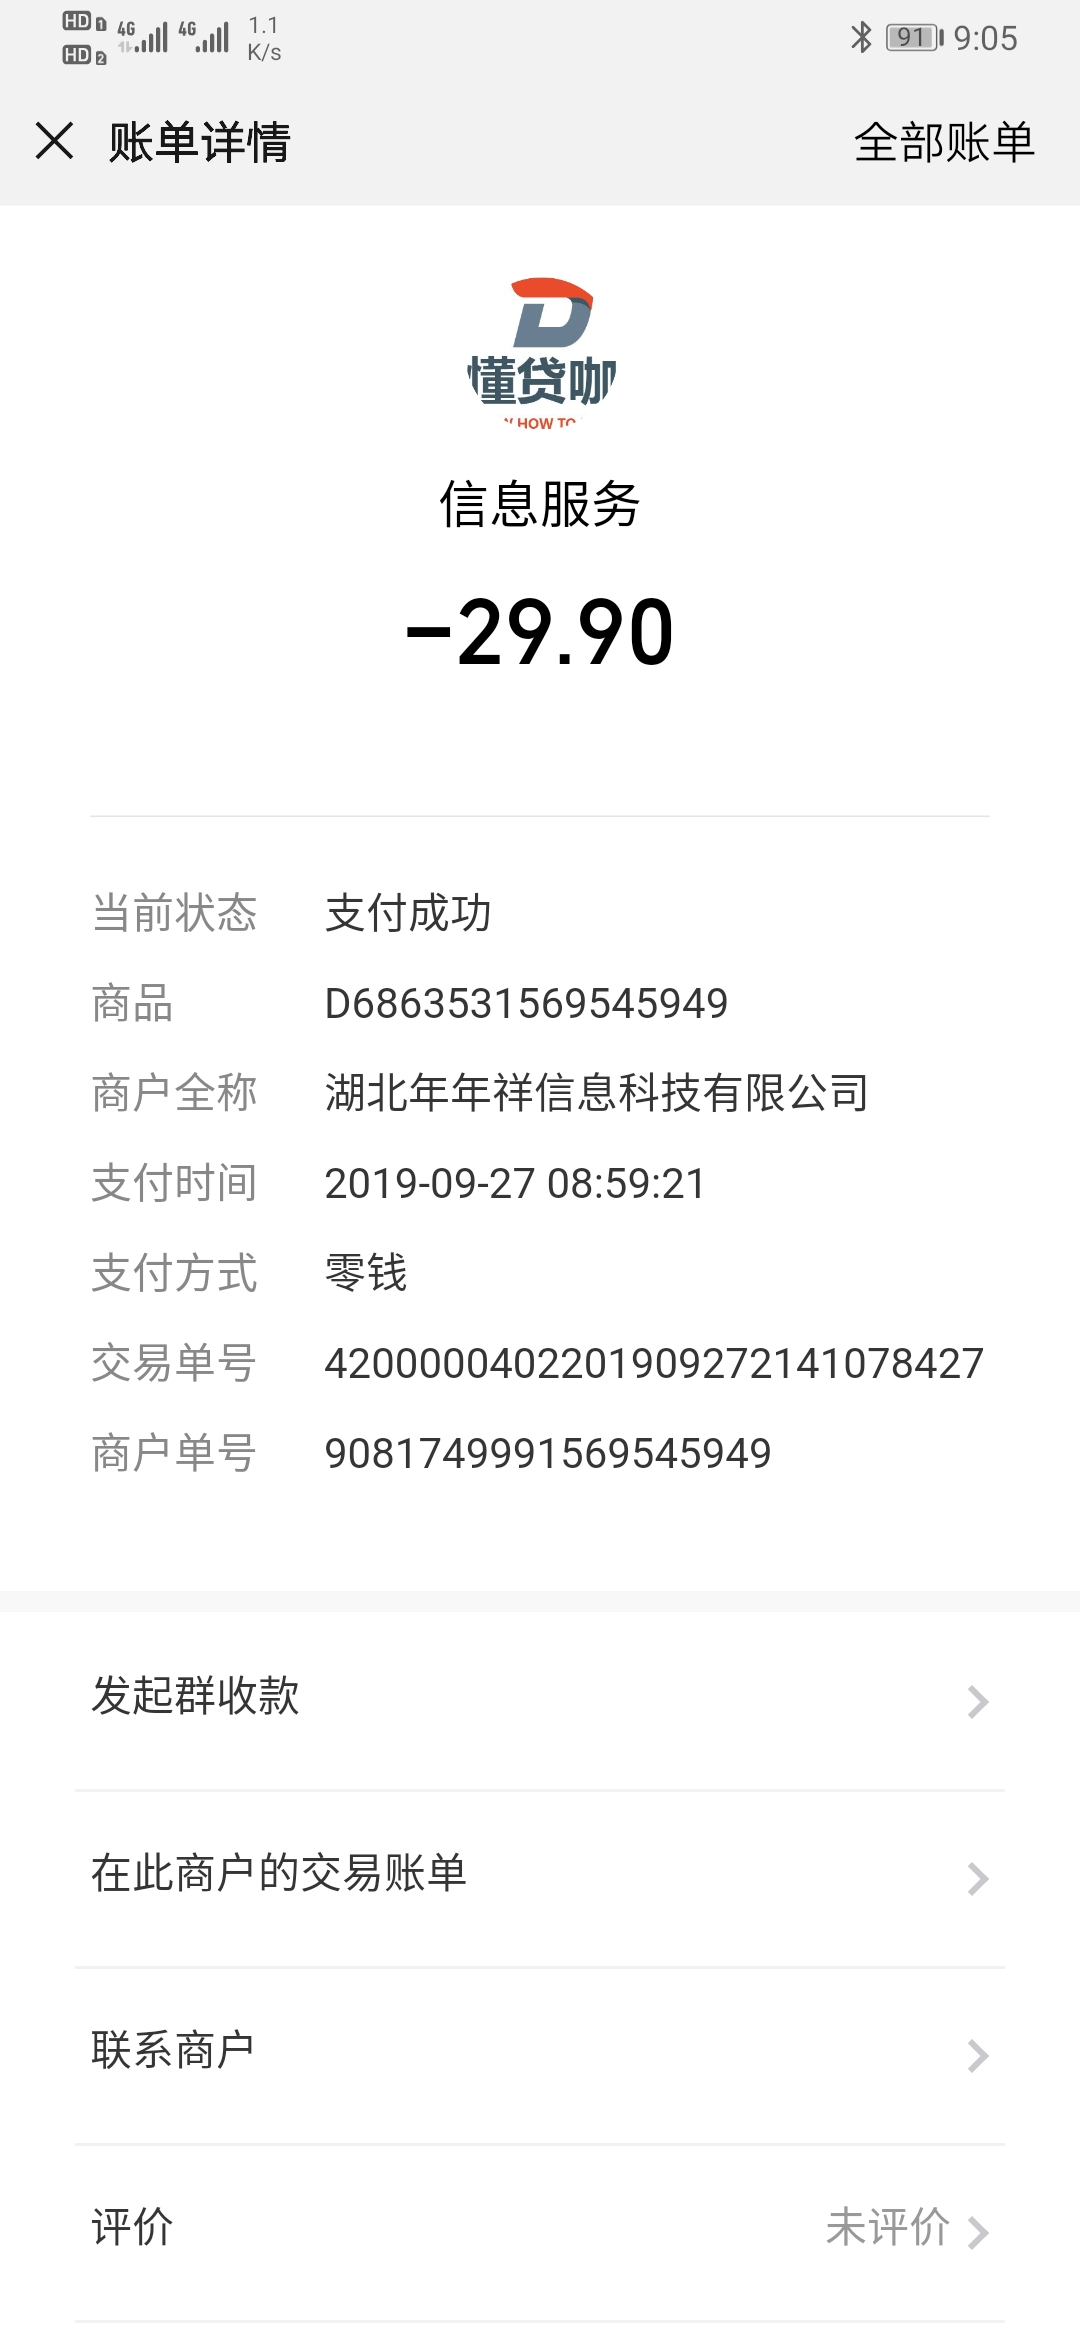 HD 1 4G 4G 1.1
HD 2 K/s
91 9:05
账单详情 全部账单
D
懂贷咖
HOW TO
信息服务
-29.90
当前状态 支付成功
商品 D6863531569545949
商户全称 湖北年年祥信息科技有限公司
支付时间 2019-09-27 08:59:21
支付方式 零钱
交易单号 4200000402201909272141078427
商户单号 9081749991569545949
发起群收款
在此商户的交易账单
联系商户
评价 未评价